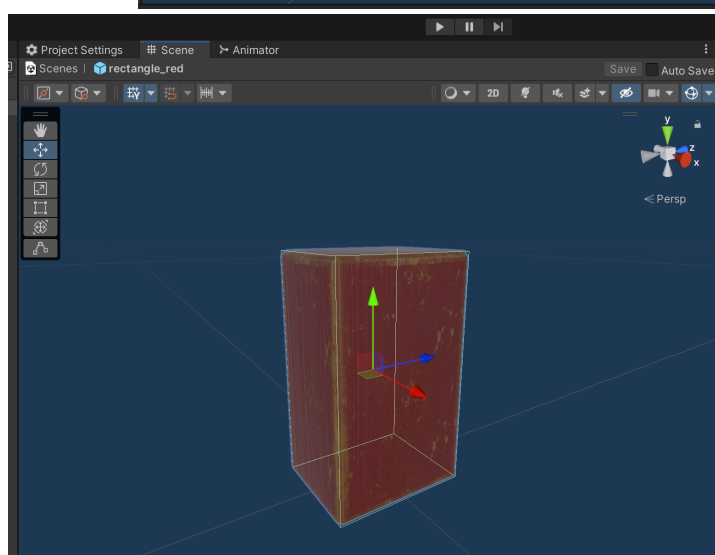 Project Settings Scene Animator
Scenes | rectangle_red Save Auto Save
2D
y
z
x
Persp